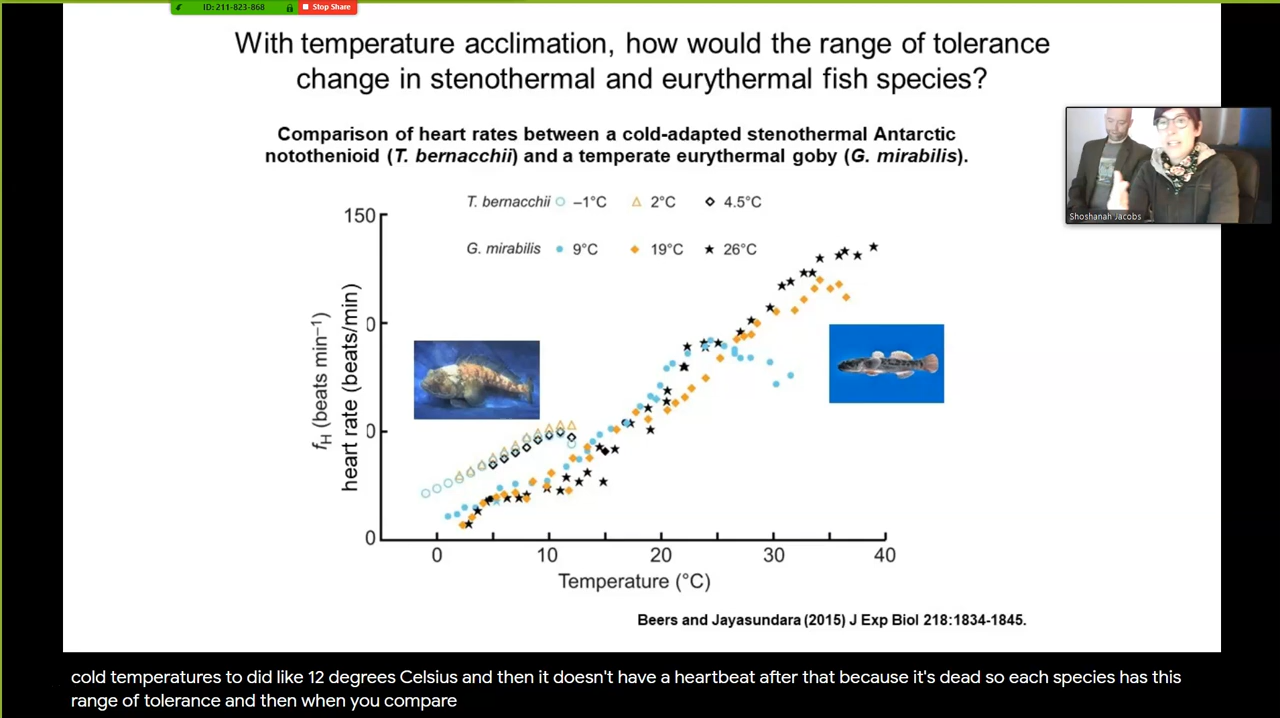 ID: 211-823-868
Stop Share
With temperature acclimation, how would the range of tolerance
change in stenothermal and eurythermal fish species?
Comparison of heart rates between a cold-adapted stenothermal Antarctic
notothenioid (T. bernacchii) and a temperate eurythermal goby (G. mirabilis).
T. bernacchii –1°C 2°C 4.5°C
G. mirabilis 9°C 19°C 26°C
150
0
0
0
fH (beats min–1)
heart rate (beats/min)
0 10 20 30 40
Temperature (°C)
Beers and Jayasundara (2015) J Exp Biol 218:1834-1845.
Shoshanah Jacobs
cold temperatures to did like 12 degrees Celsius and then it doesn't have a heartbeat after that because it's dead so each species has this
range of tolerance and then when you compare